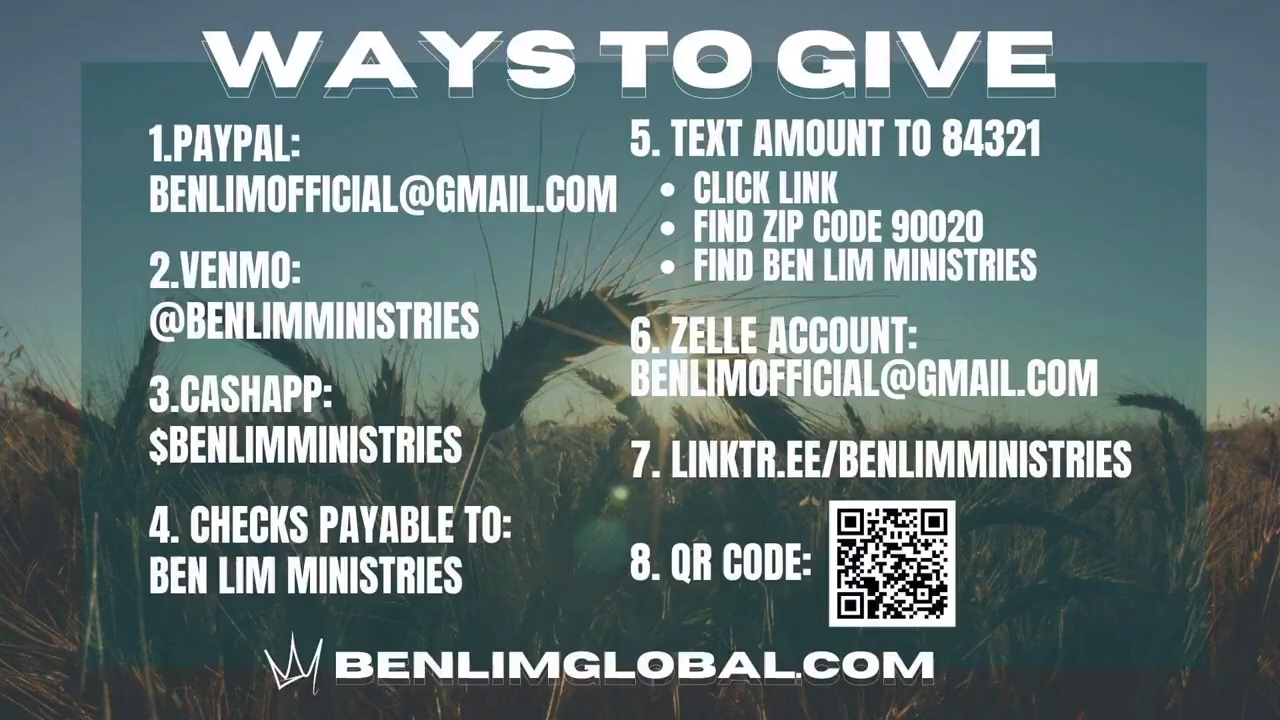 WAYS TO GIVE
1.PAYPAL:
BENLIMOFFICIAL@GMAIL.COM
2.VENMO:
@BENLIMMINISTRIES
3.CASHAPP:
$BENLIMMINISTRIES
4. CHECKS PAYABLE TO:
BEN LIM MINISTRIES
5. TEXT AMOUNT TO 84321
• CLICK LINK
• FIND ZIP CODE 90020
• FIND BEN LIM MINISTRIES
6. ZELLE ACCOUNT:
BENLIMOFFICIAL@GMAIL.COM
7. LINKTR.EE/BENLIMMINISTRIES
8. QR CODE:
BENLIMGLOBAL.COM